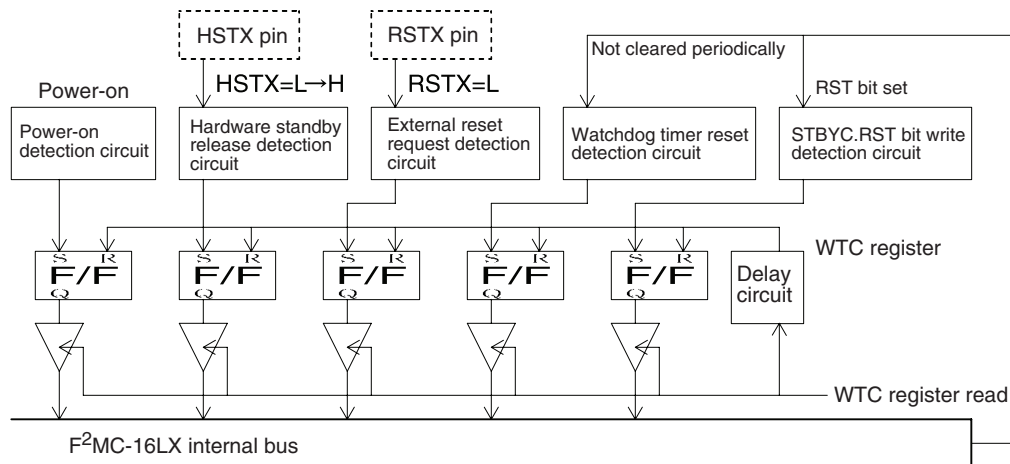 HSTX pin
RSTX pin
Not cleared periodically
Power-on
HSTX=L→H
RSTX=L
RST bit set
Power-on
detection circuit
Hardware standby
release detection
circuit
External reset
request detection
circuit
Watchdog timer reset
detection circuit
STBYC.RST bit write
detection circuit
WTC register
S R
F/F
Q
S R
F/F
Q
S R
F/F
Q
S R
F/F
Q
S R
F/F
Q
Delay
circuit
WTC register read
F²MC-16LX internal bus